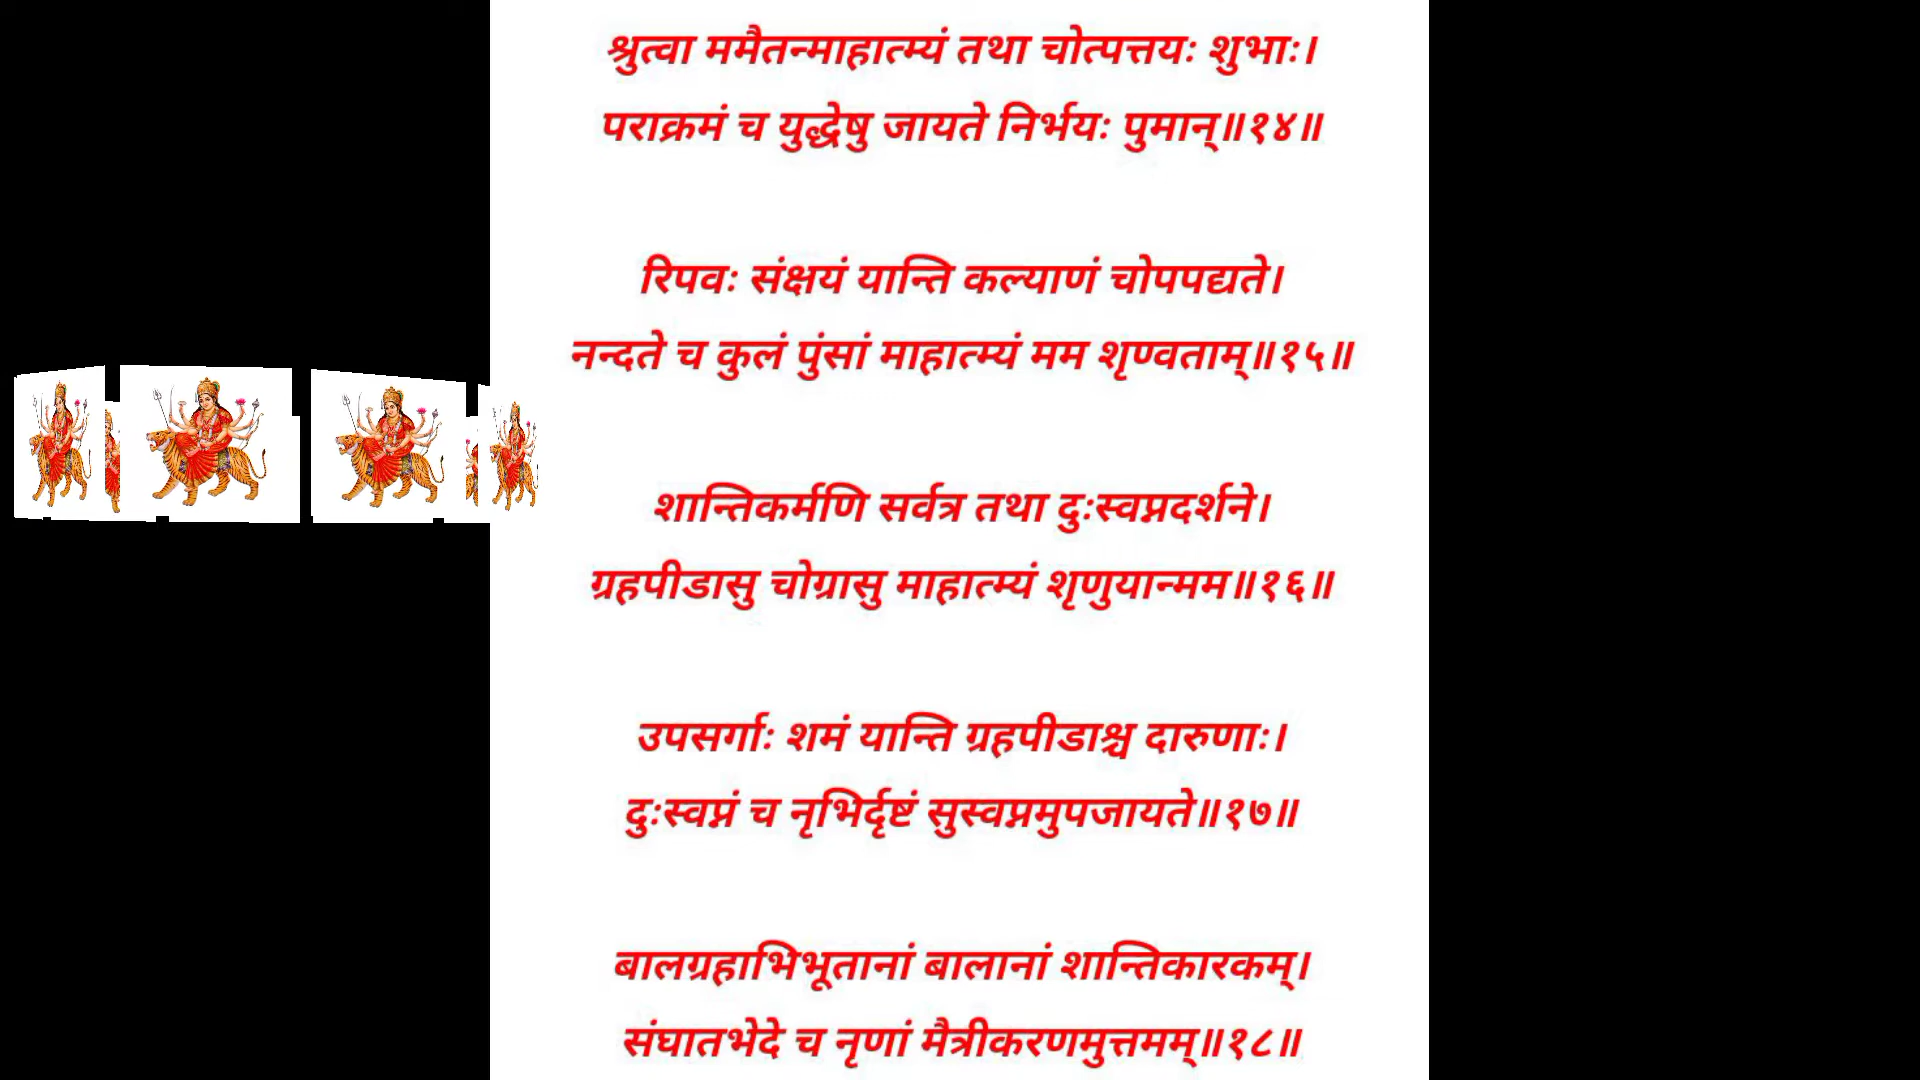 श्रुत्वा ममैतन्माहात्म्यं तथा चोत्पत्तयः शुभाः।
पराक्रमं च युद्धेषु जायते निर्भयः पुमान्॥१४॥
रिपवः संक्षयं यान्ति कल्याणं चोपपद्यते।
नन्दते च कुलं पुंसां माहात्म्यं मम शृण्वताम्॥१५॥
शान्तिकर्मणि सर्वत्र तथा दुःस्वप्नदर्शने।
ग्रहपीडासु चोग्रासु माहात्म्यं शृणुयान्मम॥१६॥
उपसर्गाः शमं यान्ति ग्रहपीडाश्च दारुणाः।
दुःस्वप्नं च नृभिर्दृष्टं सुस्वप्नमुपजायते॥१७॥
बालग्रहाभिभूतानां बालानां शान्तिकारकम्।
संघातभेदे च नृणां मैत्रीकरणमुत्तमम्॥१८॥